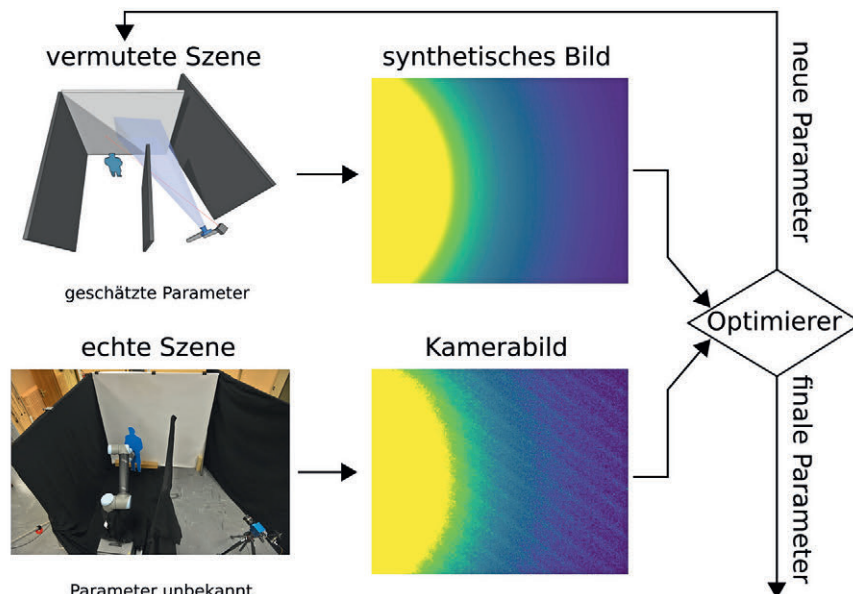 vermutete Szene
synthetisches Bild
neue Parameter
geschätzte Parameter
Optimierer
echte Szene
Kamerabild
finale Parameter
Parameter unbekannt